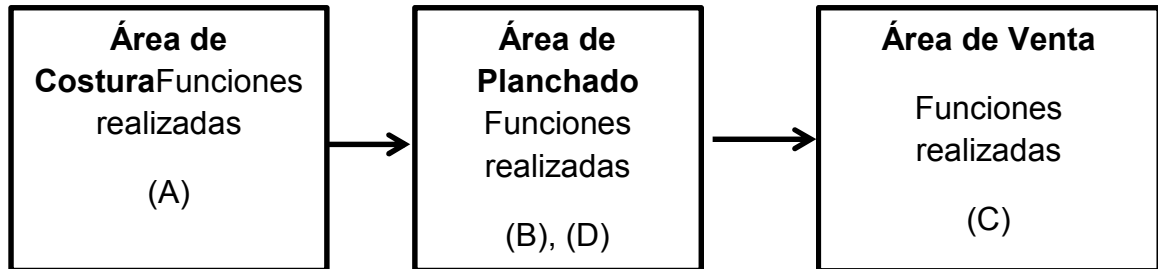 Área de
CosturaFunciones
realizadas
(A)
Área de
Planchado
Funciones
realizadas
(B), (D)
Área de Venta
Funciones
realizadas
(C)